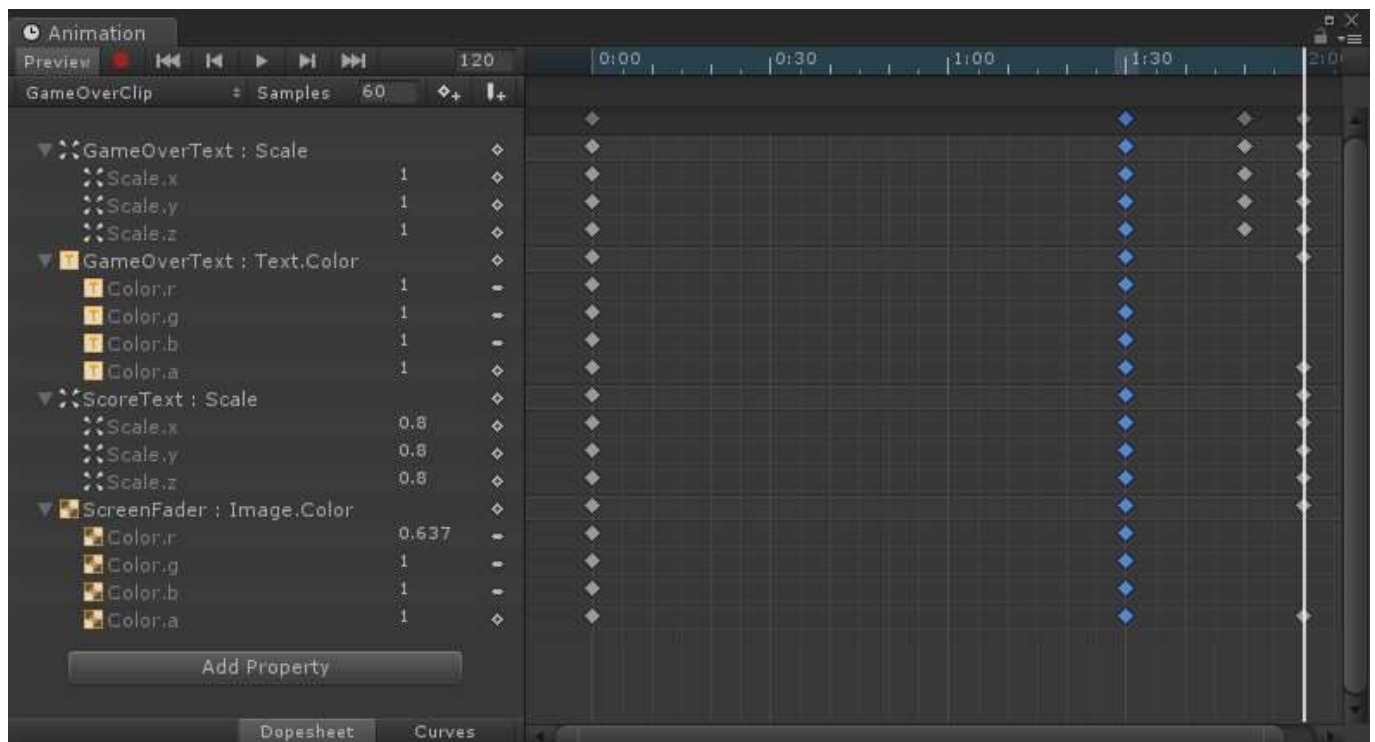 Animation
Preview 120 0:00 0:30 1:00 1:30 2:00
GameOverClip Samples 60
GameOverText : Scale
Scale.x 1
Scale.y 1
Scale.z 1
GameOverText : Text.Color
T Color.r 1
T Color.g 1
T Color.b 1
T Color.a 1
ScoreText : Scale
Scale.x 0.8
Scale.y 0.8
Scale.z 0.8
ScreenFader : Image.Color
Color.r 0.637
Color.g 1
Color.b 1
Color.a 1
Add Property
Dopesheet Curves